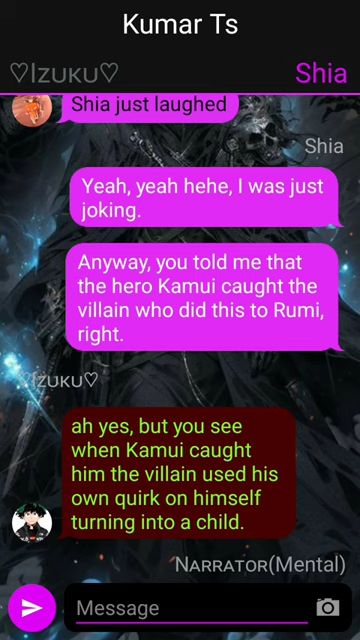 Kumar Ts
♡Izuku♡
Shia
Shia just laughed
Shia
Yeah, yeah hehe, I was just
joking.
Anyway, you told me that
the hero Kamui caught the
villain who did this to Rumi,
right.
♡Izuku♡
ah yes, but you see
when Kamui caught
him the villain used his
own quirk on himself
turning into a child.
Narrator(Mental)
Message